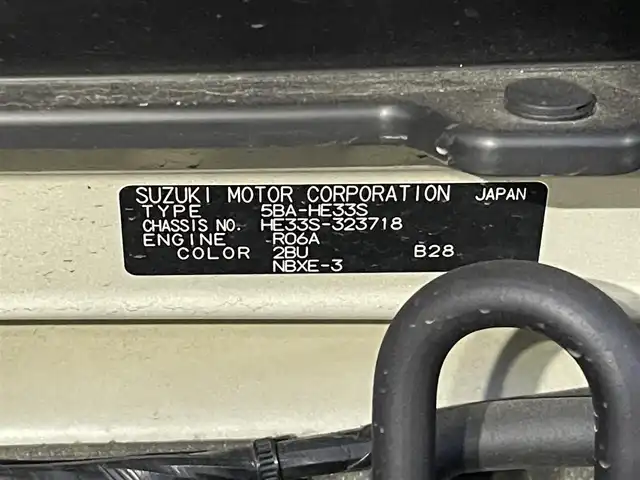 SUZUKI MOTOR CORPORATION JAPAN
TYPE 5BA-HE33S
CHASSIS NO. HE33S-323718
ENGINE R06A
COLOR 2BU B28
NBXE-3